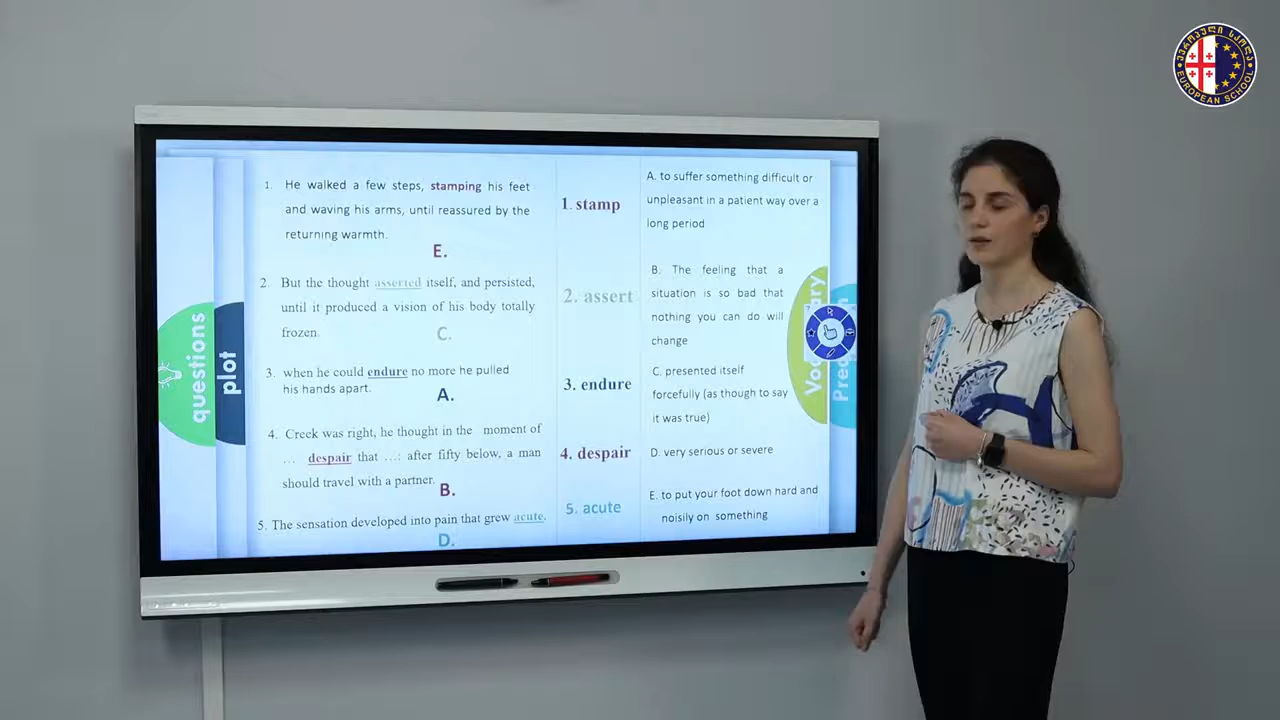 ევროპული სკოლა
EUROPEAN SCHOOL
questions
plot
1. He walked a few steps, stamping his feet
and waving his arms, until reassured by the
returning warmth.
E.
2. But the thought asserted itself, and persisted,
until it produced a vision of his body totally
frozen.
C.
3. when he could endure no more he pulled
his hands apart.
A.
4. Creek was right, he thought in the moment of
... despair that ...: after fifty below, a man
should travel with a partner.
B.
5. The sensation developed into pain that grew acute.
D.
1. stamp
2. assert
3. endure
4. despair
5. acute
A. to suffer something difficult or
unpleasant in a patient way over a
long period
B. The feeling that a
situation is so bad that
nothing you can do will
change
C. presented itself
forcefully (as though to say
it was true)
D. very serious or severe
E. to put your foot down hard and
noisily on something